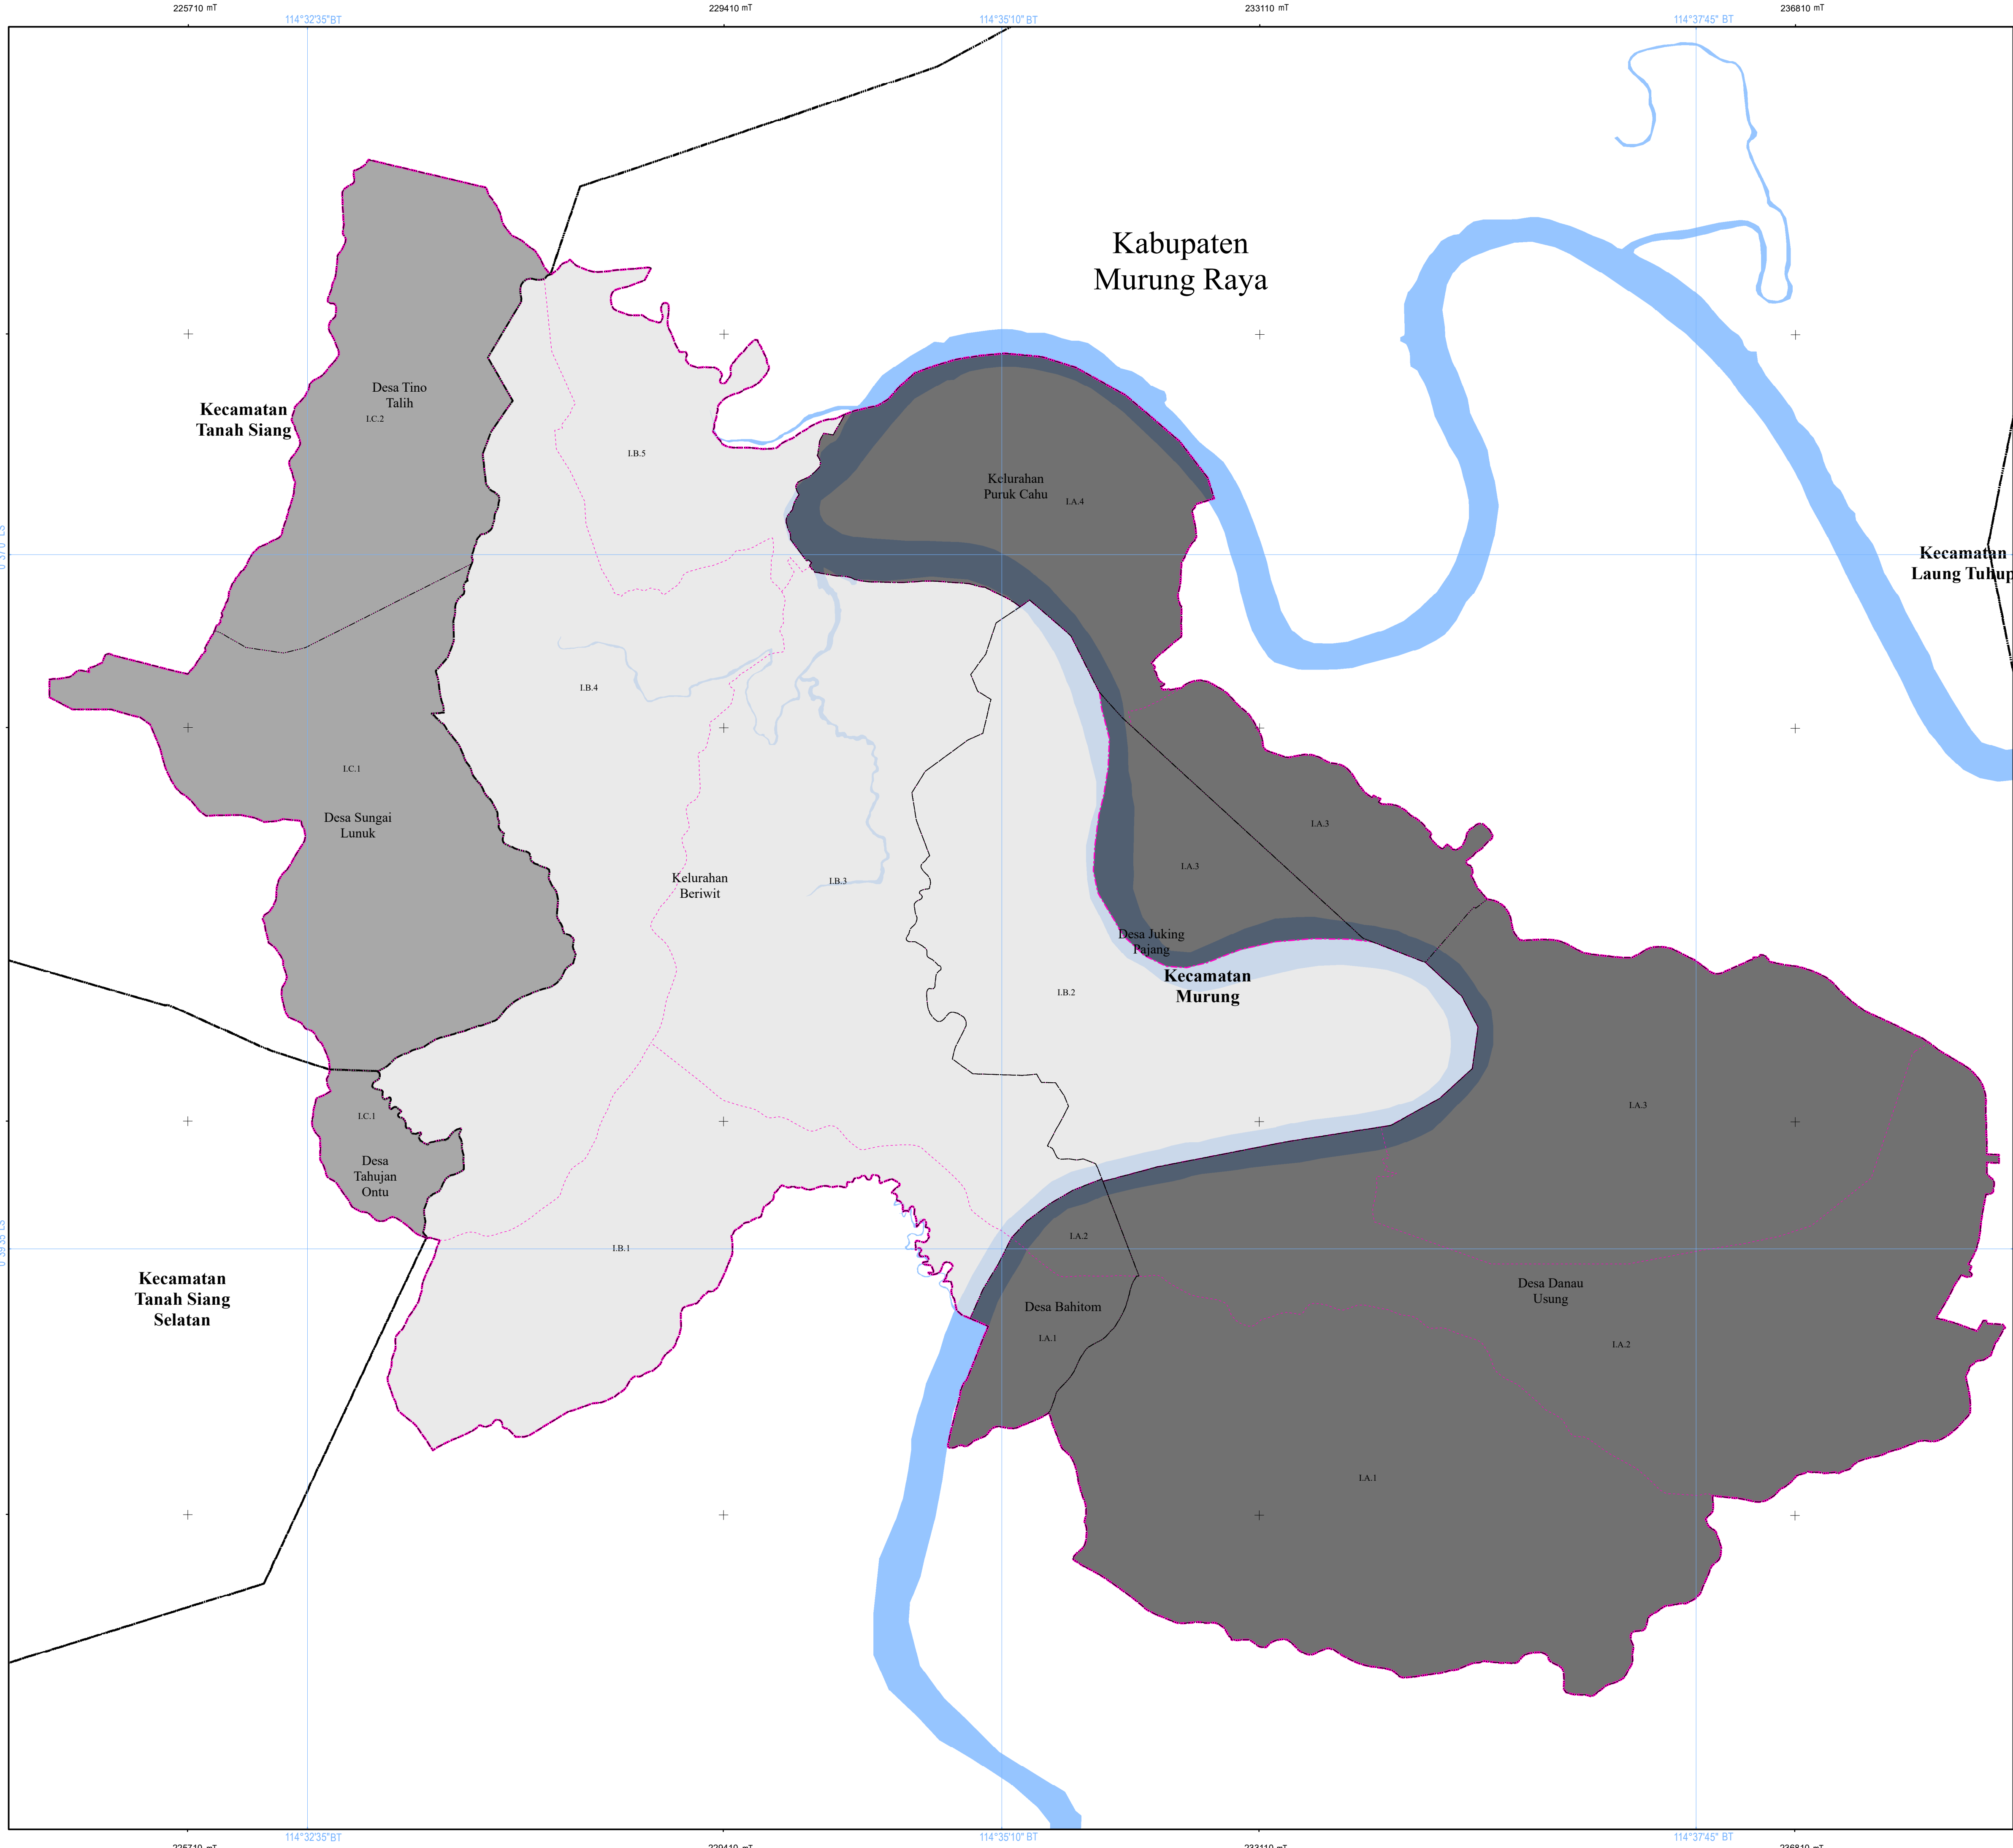 225710 mT
229410 mT
233110 mT
236810 mT
114°32'35"BT
114°35'10" BT
114°37'45" BT
Kabupaten
Murung Raya
Desa Tino
Talih
I.C.2
Kecamatan
Tanah Siang
I.B.5
Kelurahan
Puruk Cahu
I.A.4
Kecamatan
Laung Tuhup
I.B.4
I.C.1
Desa Sungai
Lunuk
I.A.3
I.A.3
Kelurahan
Beriwit
I.B.3
Desa Juking
Pajang
Kecamatan
Murung
I.B.2
I.C.1
I.A.3
Desa
Tahujan
Ontu
I.A.2
I.B.1
Kecamatan
Tanah Siang
Selatan
Desa Danau
Usung
Desa Bahitom
I.A.1
I.A.2
I.A.1
114°32'35"BT
114°35'10" BT
114°37'45" BT
225710 mT
229410 mT
233110 mT
236810 mT